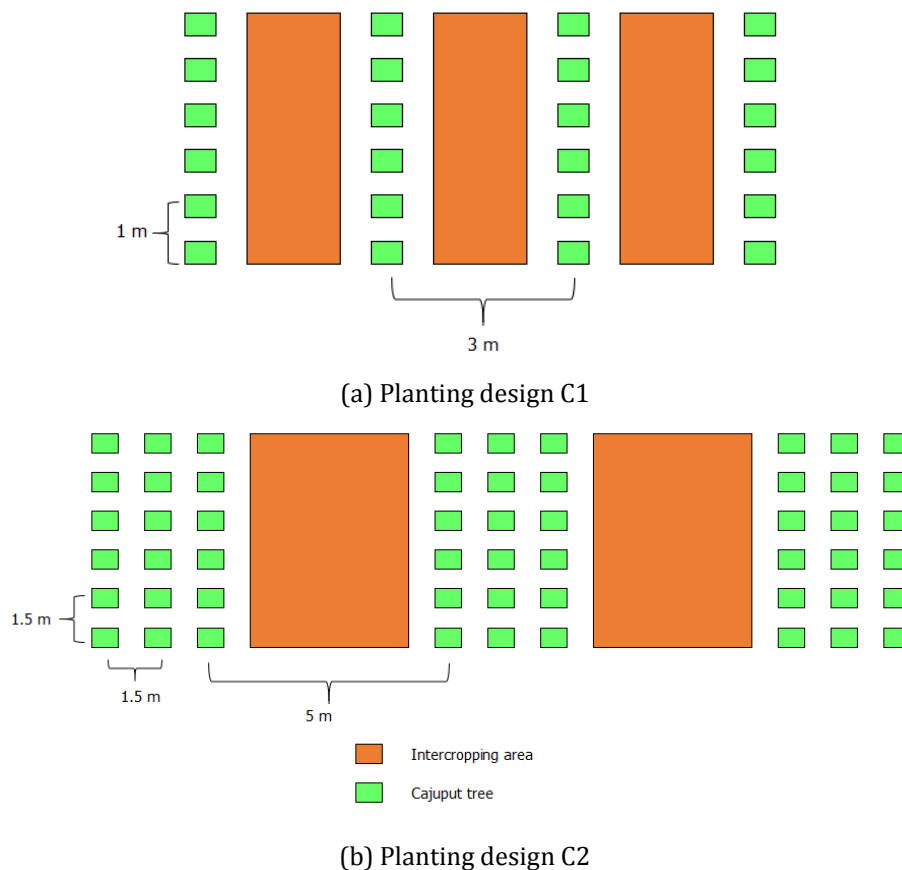 1 m
3 m
(a) Planting design C1
1.5 m
1.5 m
5 m
Intercropping area
Cajuput tree
(b) Planting design C2